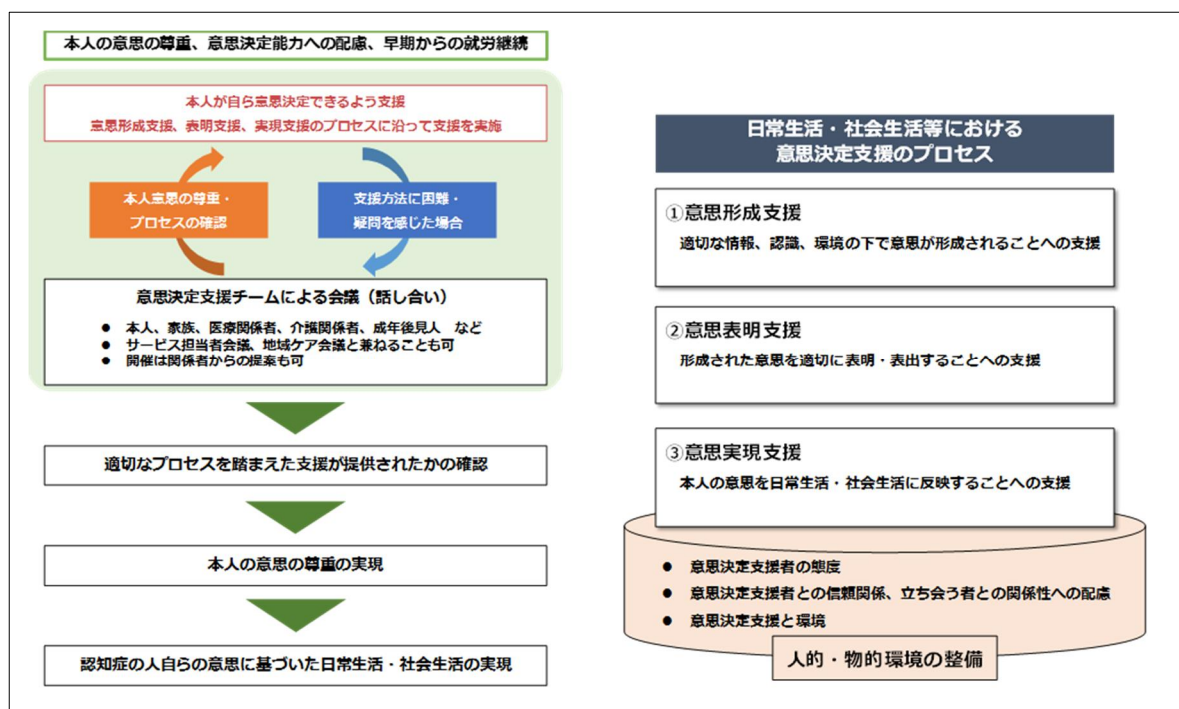 本人の意思の尊重、意思決定能力への配慮、早期からの就労継続
本人が自ら意思決定できるよう支援
意思形成支援、表明支援、実現支援のプロセスに沿って支援を実施
本人意思の尊重・
プロセスの確認
支援方法に困難・
疑問を感じた場合
意思決定支援チームによる会議（話し合い）
● 本人、家族、医療関係者、介護関係者、成年後見人 など
● サービス担当者会議、地域ケア会議と兼ねることも可
● 開催は関係者からの提案も可
適切なプロセスを踏まえた支援が提供されたかの確認
本人の意思の尊重の実現
認知症の人自らの意思に基づいた日常生活・社会生活の実現
日常生活・社会生活等における
意思決定支援のプロセス
①意思形成支援
適切な情報、認識、環境の下で意思が形成されることへの支援
②意思表明支援
形成された意思を適切に表明・表出することへの支援
③意思実現支援
本人の意思を日常生活・社会生活に反映することへの支援
● 意思決定支援者の態度
● 意思決定支援者との信頼関係、立ち会う者との関係性への配慮
● 意思決定支援と環境
人的・物的環境の整備